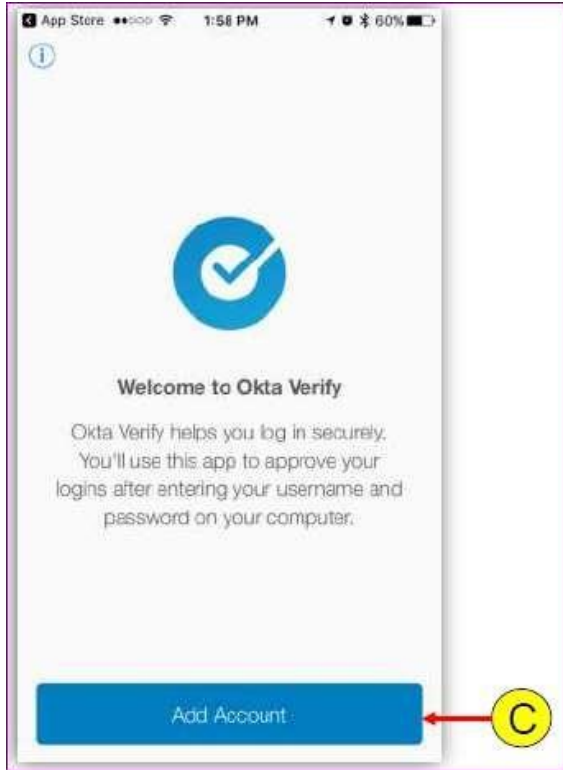 App Store 1:58 PM 60%
Welcome to Okta Verify
Okta Verify helps you log in securely.
You'll use this app to approve your
logins after entering your username and
password on your computer.
Add Account
C